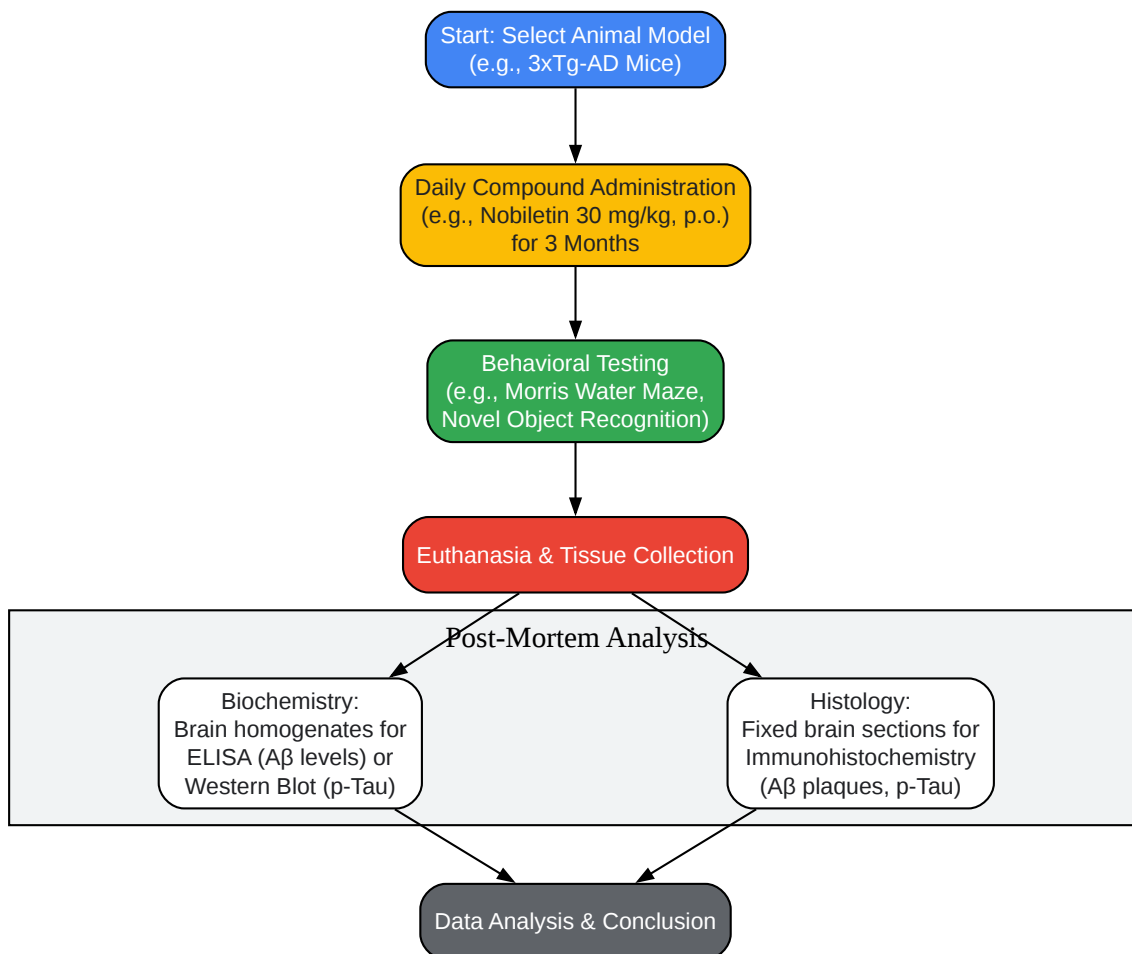 Start: Select Animal Model
(e.g., 3xTg-AD Mice)
Daily Compound Administration
(e.g., Nobiletin 30 mg/kg, p.o.)
for 3 Months
Behavioral Testing
(e.g., Morris Water Maze,
Novel Object Recognition)
Euthanasia & Tissue Collection
Post-Mortem Analysis
Biochemistry:
Brain homogenates for
ELISA (Aβ levels) or
Western Blot (p-Tau)
Histology:
Fixed brain sections for
Immunohistochemistry
(Aβ plaques, p-Tau)
Data Analysis & Conclusion